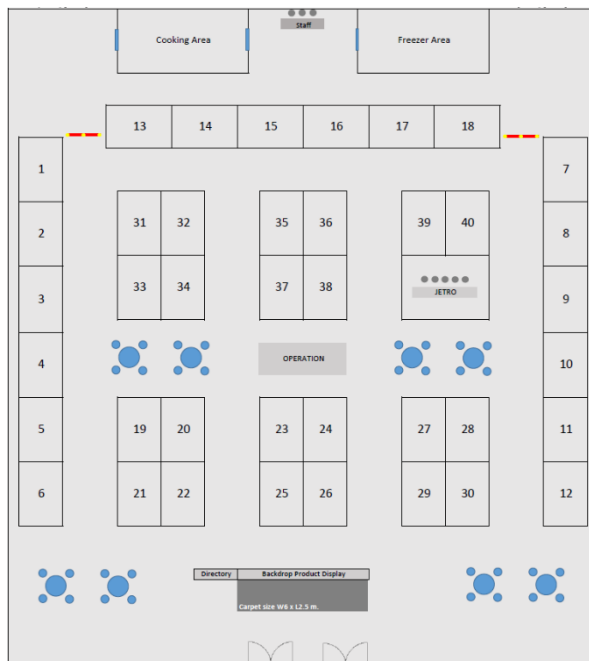 Cooking Area
Staff
Freezer Area
13 14 15 16 17 18
1
7
2
8
31 32 35 36 39 40
3
9
33 34 37 38
JETRO
4
OPERATION
10
5
19 20 23 24 27 28
11
6
21 22 25 26 29 30
12
Directory
Backdrop Product Display
Carpet size W6 x L2.5 m.